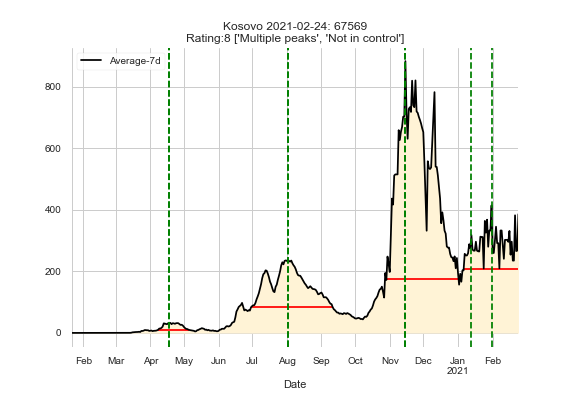 Kosovo 2021-02-24: 67569
Rating:8 ['Multiple peaks', 'Not in control']
Average-7d
800
600
400
200
0
Feb Mar Apr May Jun Jul Aug Sep Oct Nov Dec Jan Feb
2021
Date